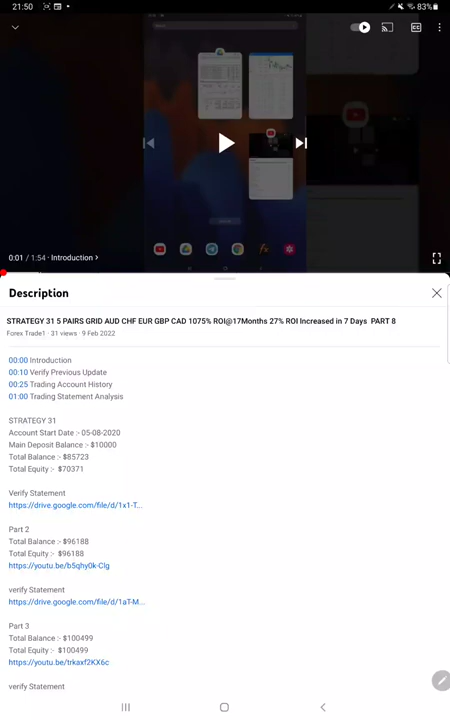 21:50
83%
CC
0:01 / 1:54 · Introduction
Description
STRATEGY 31 5 PAIRS GRID AUD CHF EUR GBP CAD 1075% ROI@17Months 27% ROI Increased in 7 Days PART 8
Forex Trade1 · 31 views · 9 Feb 2022
00:00 Introduction
00:10 Verify Previous Update
00:25 Trading Account History
01:00 Trading Statement Analysis
STRATEGY 31
Account Start Date :- 05-08-2020
Main Deposit Balance :- $10000
Total Balance :- $85723
Total Equity :- $70371
Verify Statement
https://drive.google.com/file/d/1x1-T...
Part 2
Total Balance :- $96188
Total Equity :- $96188
https://youtu.be/b5qhy0k-CIg
verify Statement
https://drive.google.com/file/d/1aT-M...
Part 3
Total Balance :- $100499
Total Equity :- $100499
https://youtu.be/trkaxf2KX6c
verify Statement